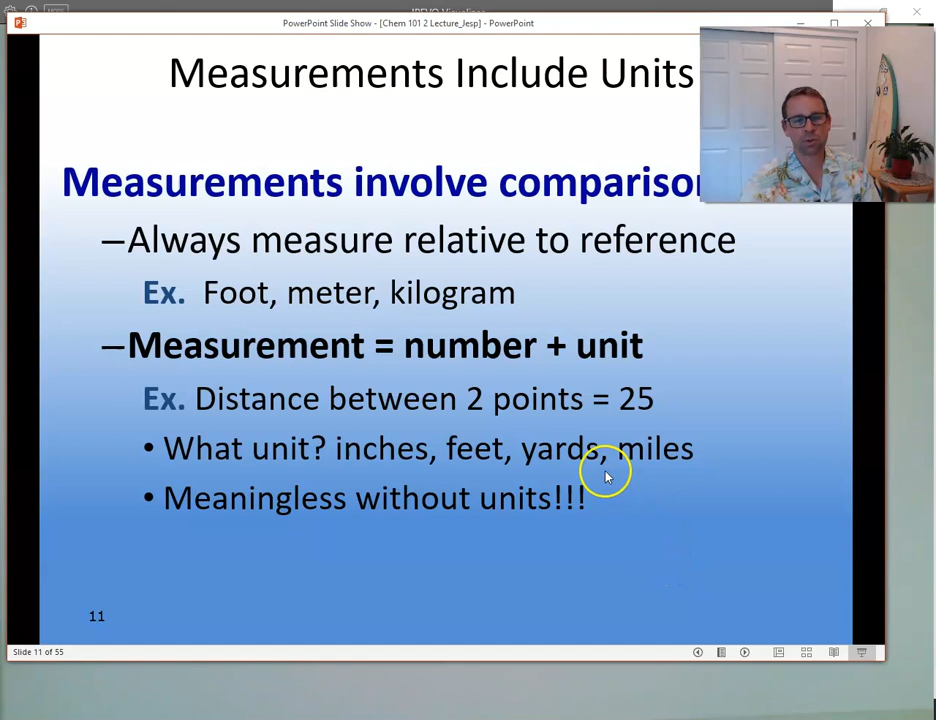 PowerPoint Slide Show - [Chem 101 2 Lecture_Jesp] - PowerPoint
Measurements Include Units
Measurements involve comparison
–Always measure relative to reference
Ex. Foot, meter, kilogram
–Measurement = number + unit
Ex. Distance between 2 points = 25
• What unit? inches, feet, yards, miles
• Meaningless without units!!!
11
Slide 11 of 55